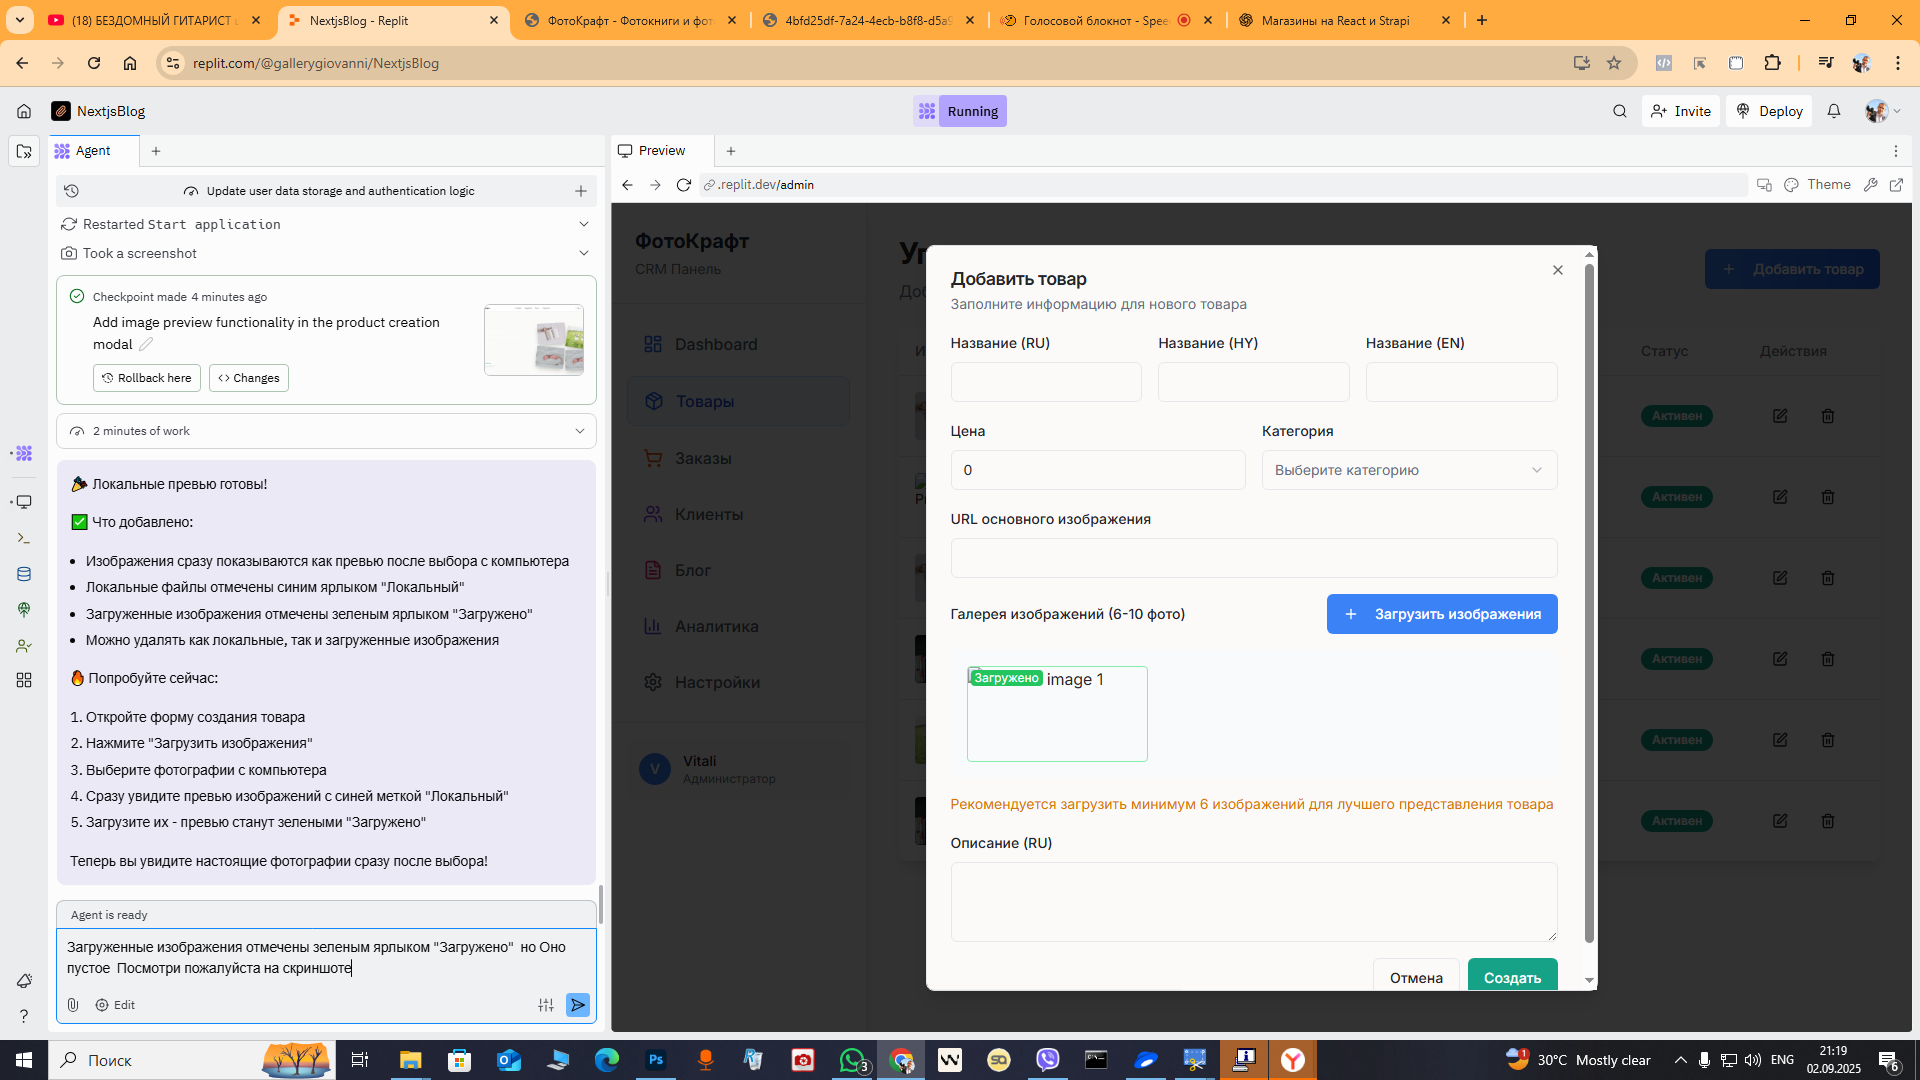 (18) БЕЗДОМНЫЙ ГИТАРИСТ
NextjsBlog - Replit
ФотоКрафт - Фотокниги и фот
4bfd25df-7a24-4ecb-b8f8-d5a9
Голосовой блокнот - Spee
Магазины на React и Strapi
replit.com/@gallerygiovanni/NextjsBlog
NextjsBlog
Running
Invite
Deploy
Agent
Preview
Update user data storage and authentication logic
.replit.dev/admin
Theme
Restarted Start application
Took a screenshot
Checkpoint made 4 minutes ago
Add image preview functionality in the product creation
modal
Rollback here
Changes
2 minutes of work
Локальные превью готовы!
Что добавлено:
Изображения сразу показываются как превью после выбора с компьютера
Локальные файлы отмечены синим ярлыком "Локальный"
Загруженные изображения отмечены зеленым ярлыком "Загружено"
Можно удалять как локальные, так и загруженные изображения
Попробуйте сейчас:
1. Откройте форму создания товара
2. Нажмите "Загрузить изображения"
3. Выберите фотографии с компьютера
4. Сразу увидите превью изображений с синей меткой "Локальный"
5. Загрузите их - превью станут зелеными "Загружено"
Теперь вы увидите настоящие фотографии сразу после выбора!
Agent is ready
Загруженные изображения отмечены зеленым ярлыком "Загружено"  но Оно
пустое  Посмотри пожалуйста на скриншоте
Edit
ФотоКрафт
CRM Панель
Dashboard
Товары
Заказы
Клиенты
Блог
Аналитика
Настройки
V
Vitali
Администратор
Добавить товар
Статус
Действия
Активен
Активен
Активен
Активен
Активен
Активен
Добавить товар
Заполните информацию для нового товара
Название (RU)
Название (HY)
Название (EN)
Цена
Категория
0
Выберите категорию
URL основного изображения
Галерея изображений (6-10 фото)
Загрузить изображения
Загружено
image 1
Рекомендуется загрузить минимум 6 изображений для лучшего представления товара
Описание (RU)
Отмена
Создать
Поиск
3
30°C Mostly clear
ENG
21:19
02.09.2025
6